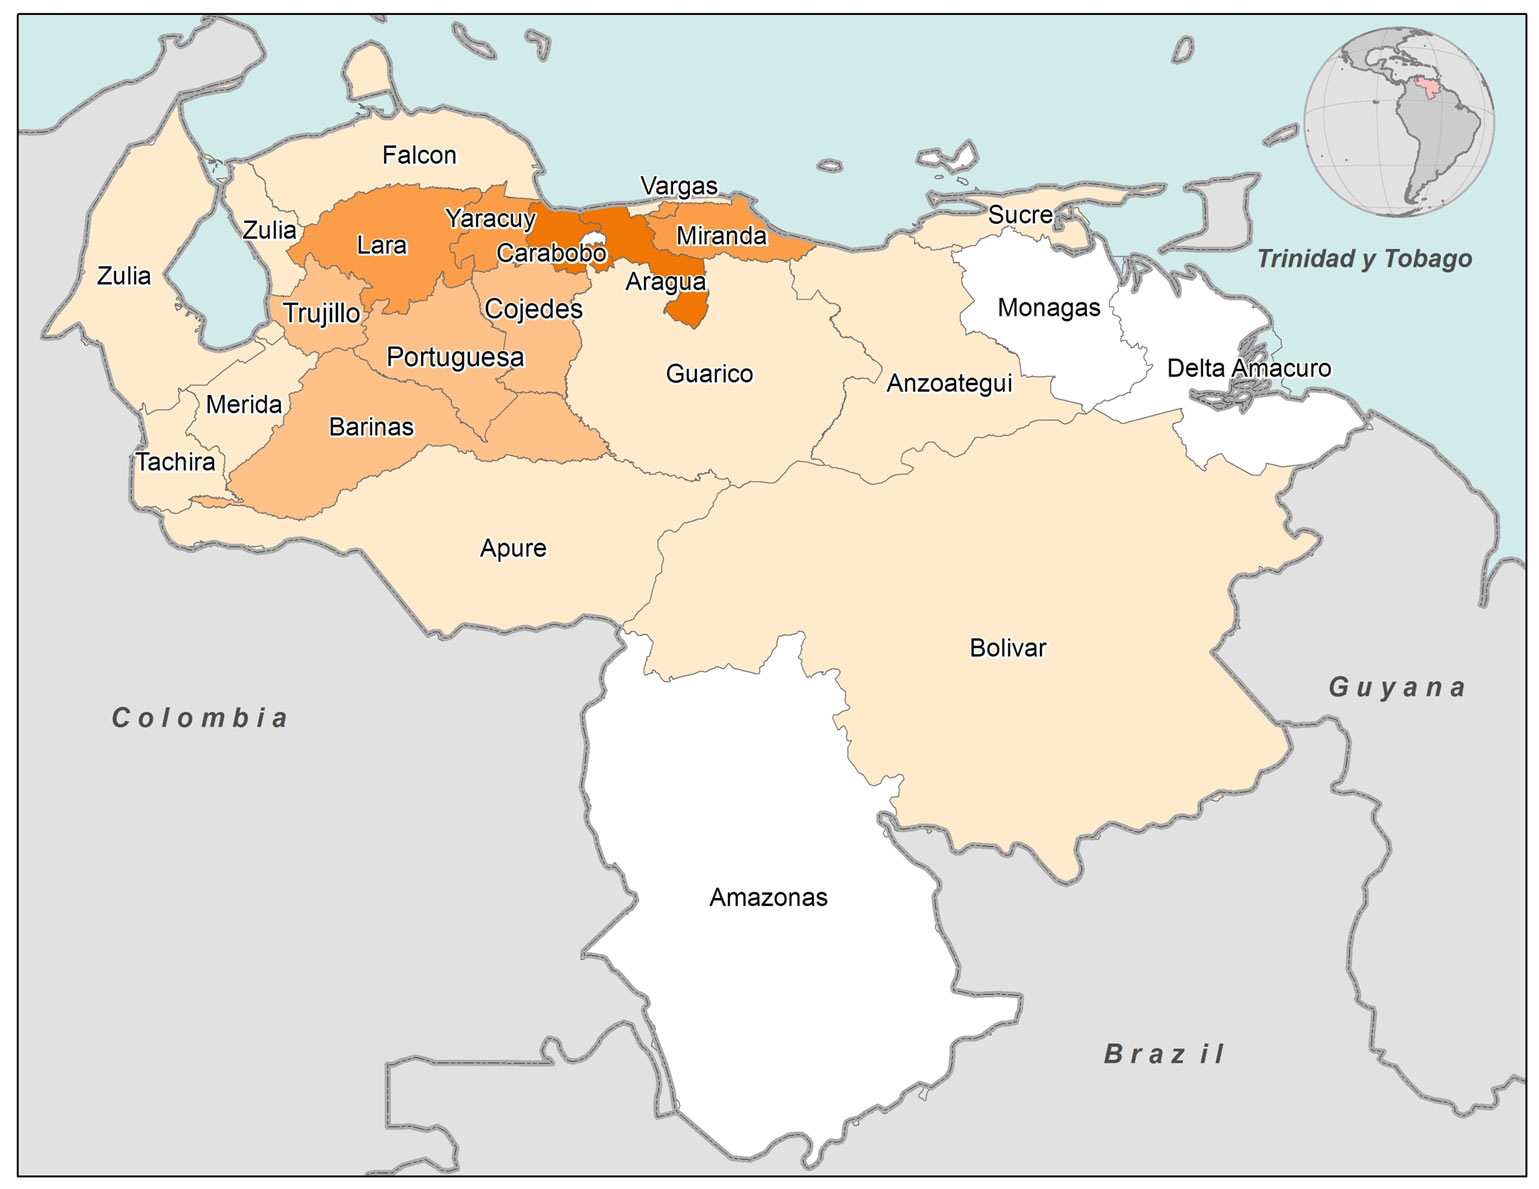 Falcon
Vargas
Yaracuy
Sucre
Zulia
Lara
Carabobo
Miranda
Trinidad y Tobago
Zulia
Aragua
Trujillo
Cojedes
Monagas
Portuguesa
Guarico
Anzoategui
Delta Amacuro
Merida
Barinas
Tachira
Apure
Bolivar
Guyana
Colombia
Amazonas
Brazil